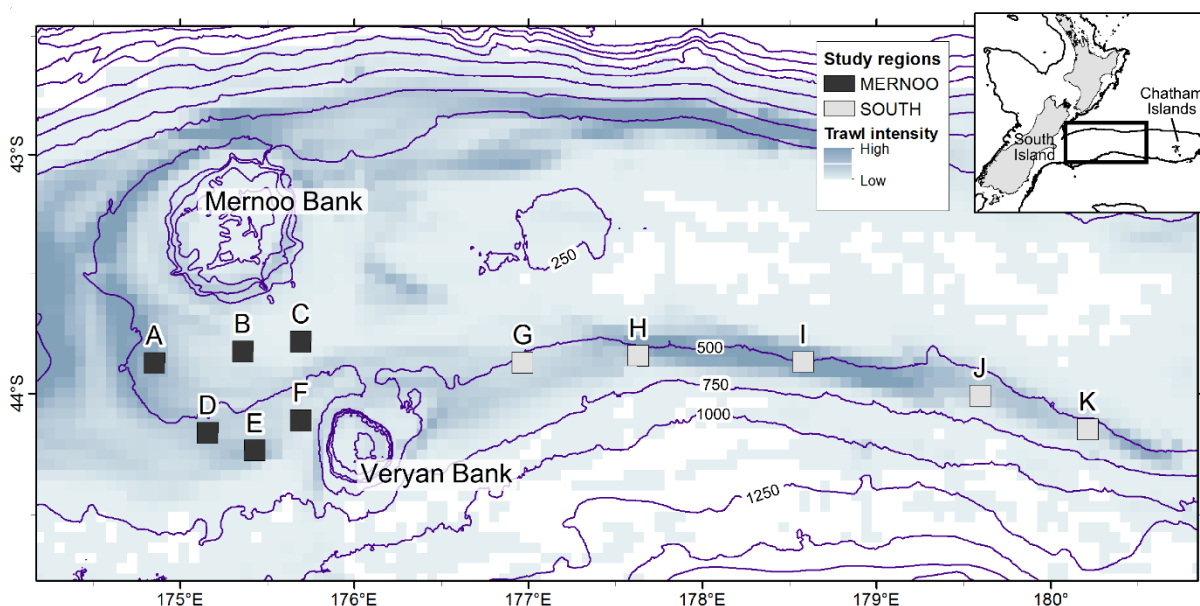 Study regions
MERNOO
SOUTH
Trawl intensity
High
Low
Chatham
Islands
South
Island
43°S
44°S
Mernoo Bank
250
A
B
C
D
E
F
G
H
I
J
K
500
750
1000
1250
Veryan Bank
175°E
176°E
177°E
178°E
179°E
180°